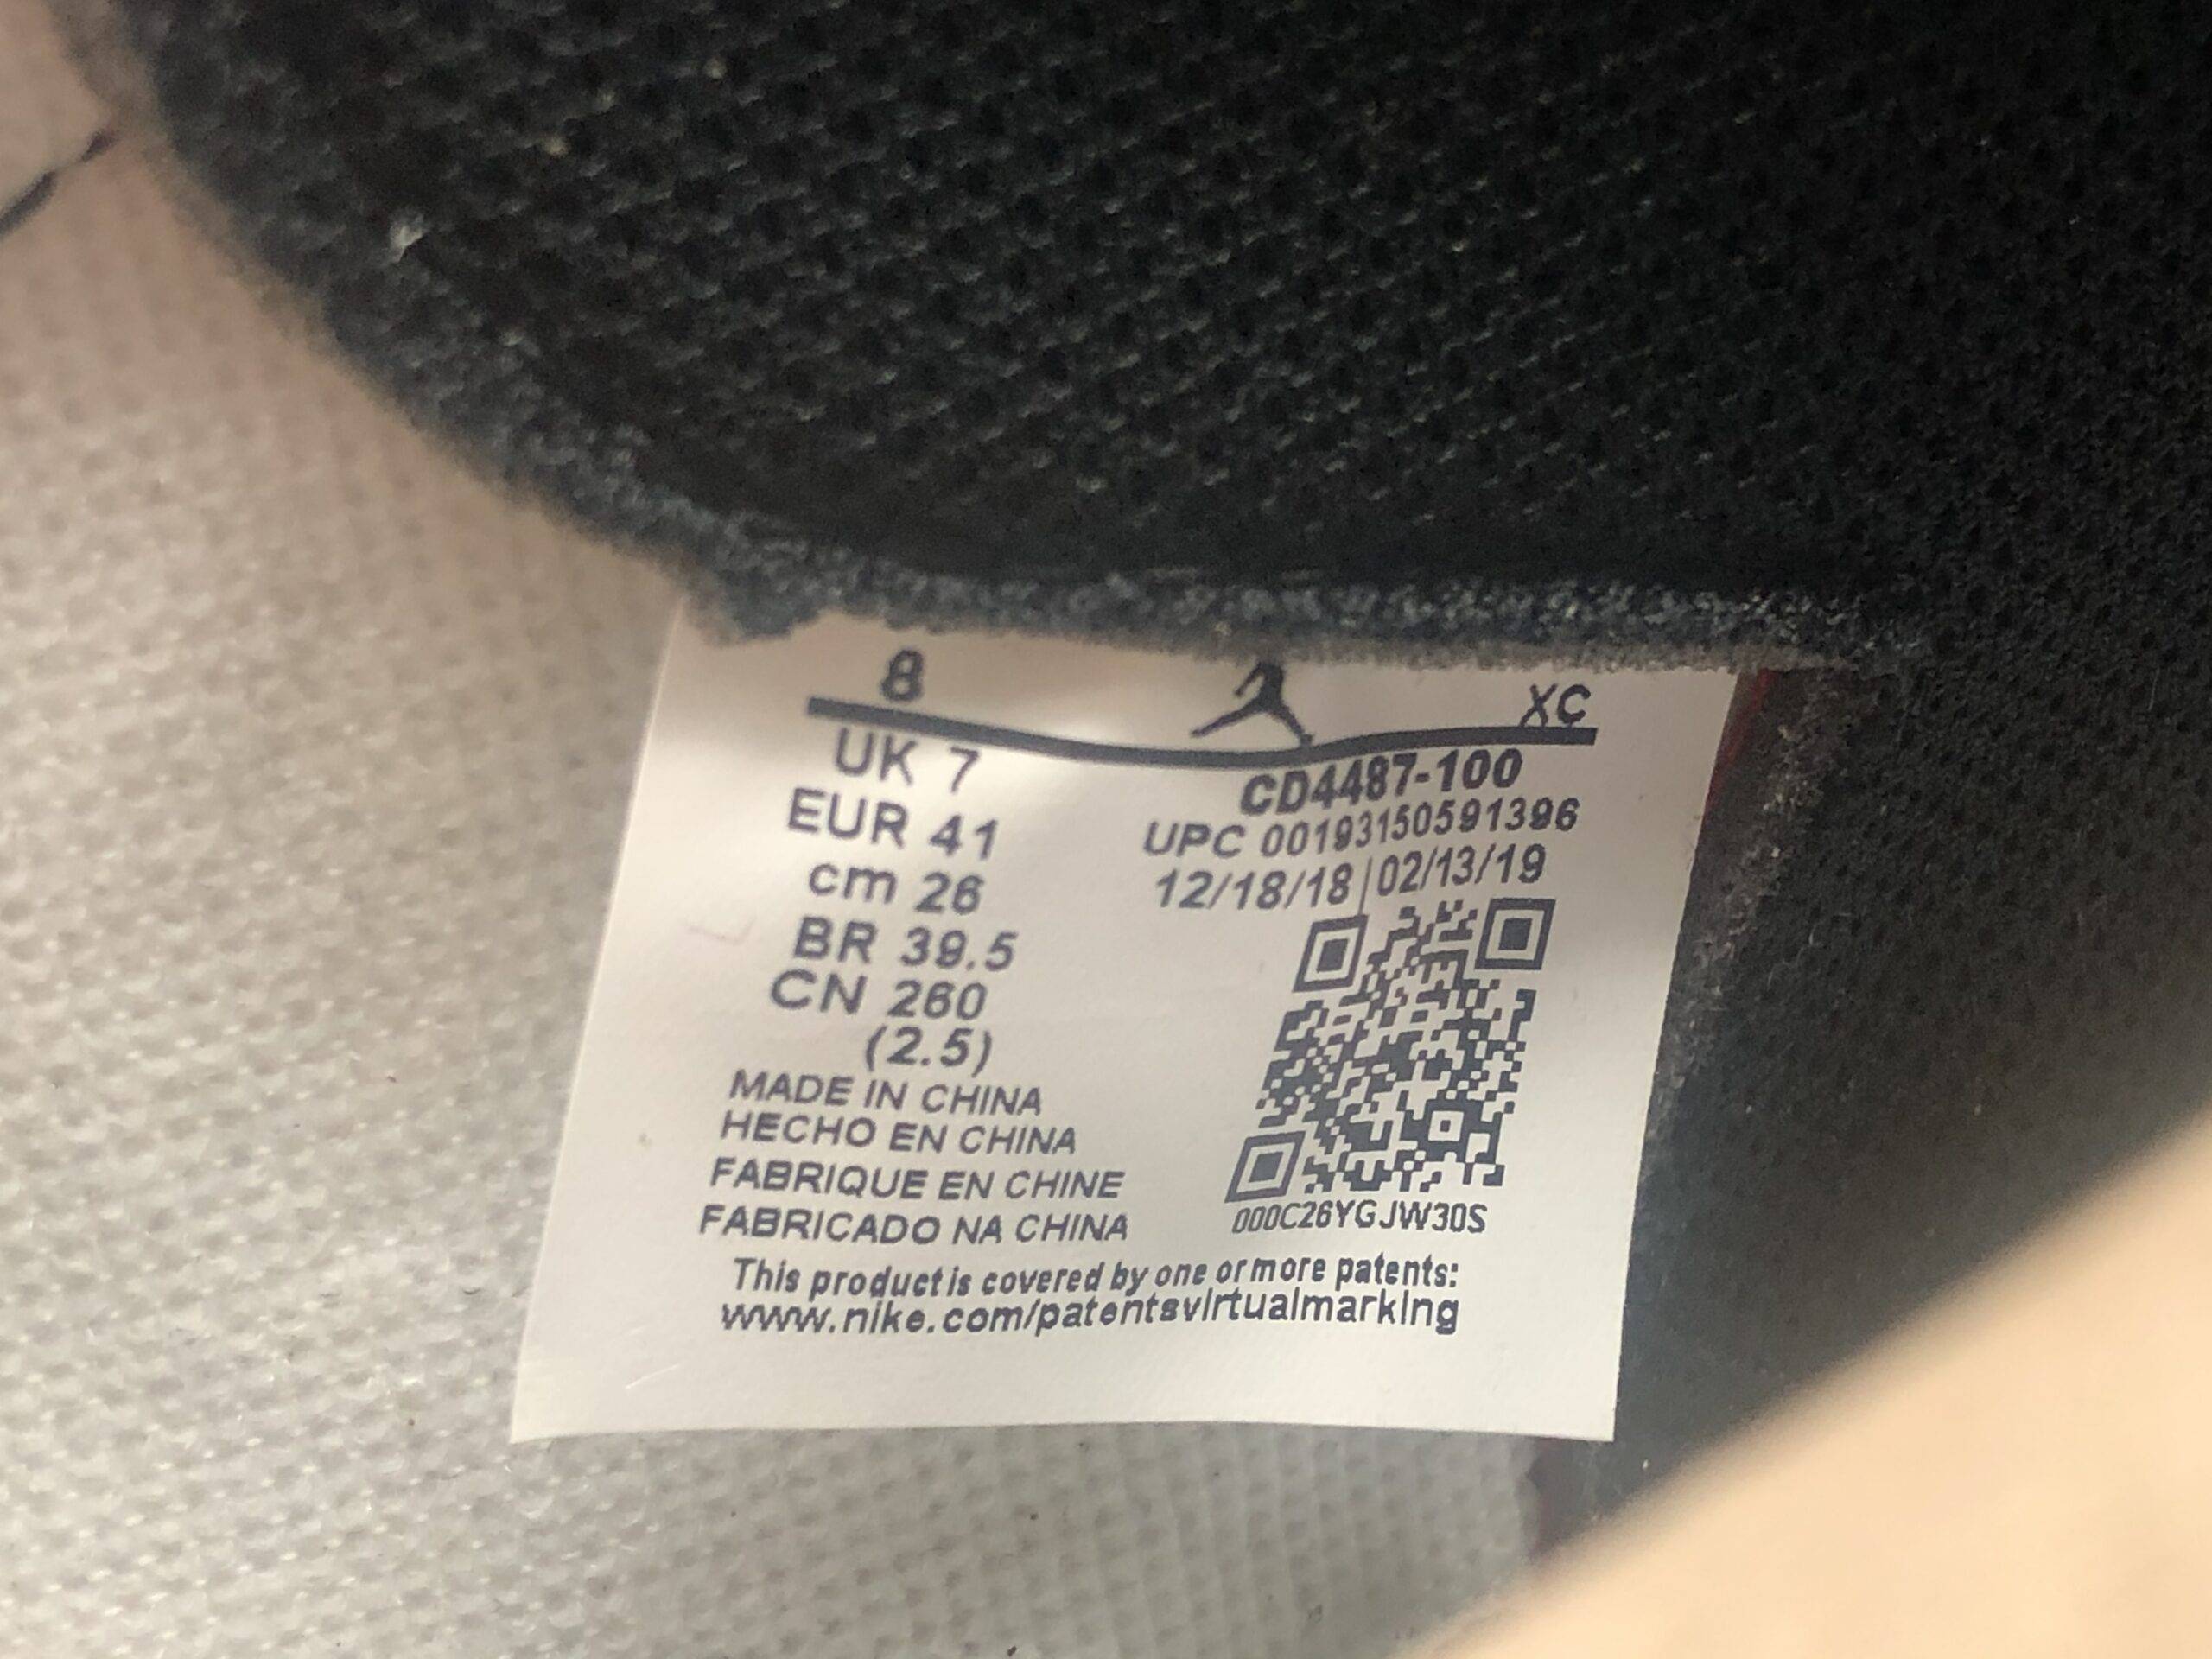 8 XC
UK 7
EUR 41
cm 26
BR 39.5
CN 260
(2.5)
MADE IN CHINA
HECHO EN CHINA
FABRIQUE EN CHINE
FABRICADO NA CHINA
CD4487-100
UPC 00193150591396
12/18/18|02/13/19
000C26YGJW30S
This product is covered by one or more patents:
www.nike.com/patentsvirtualmarking